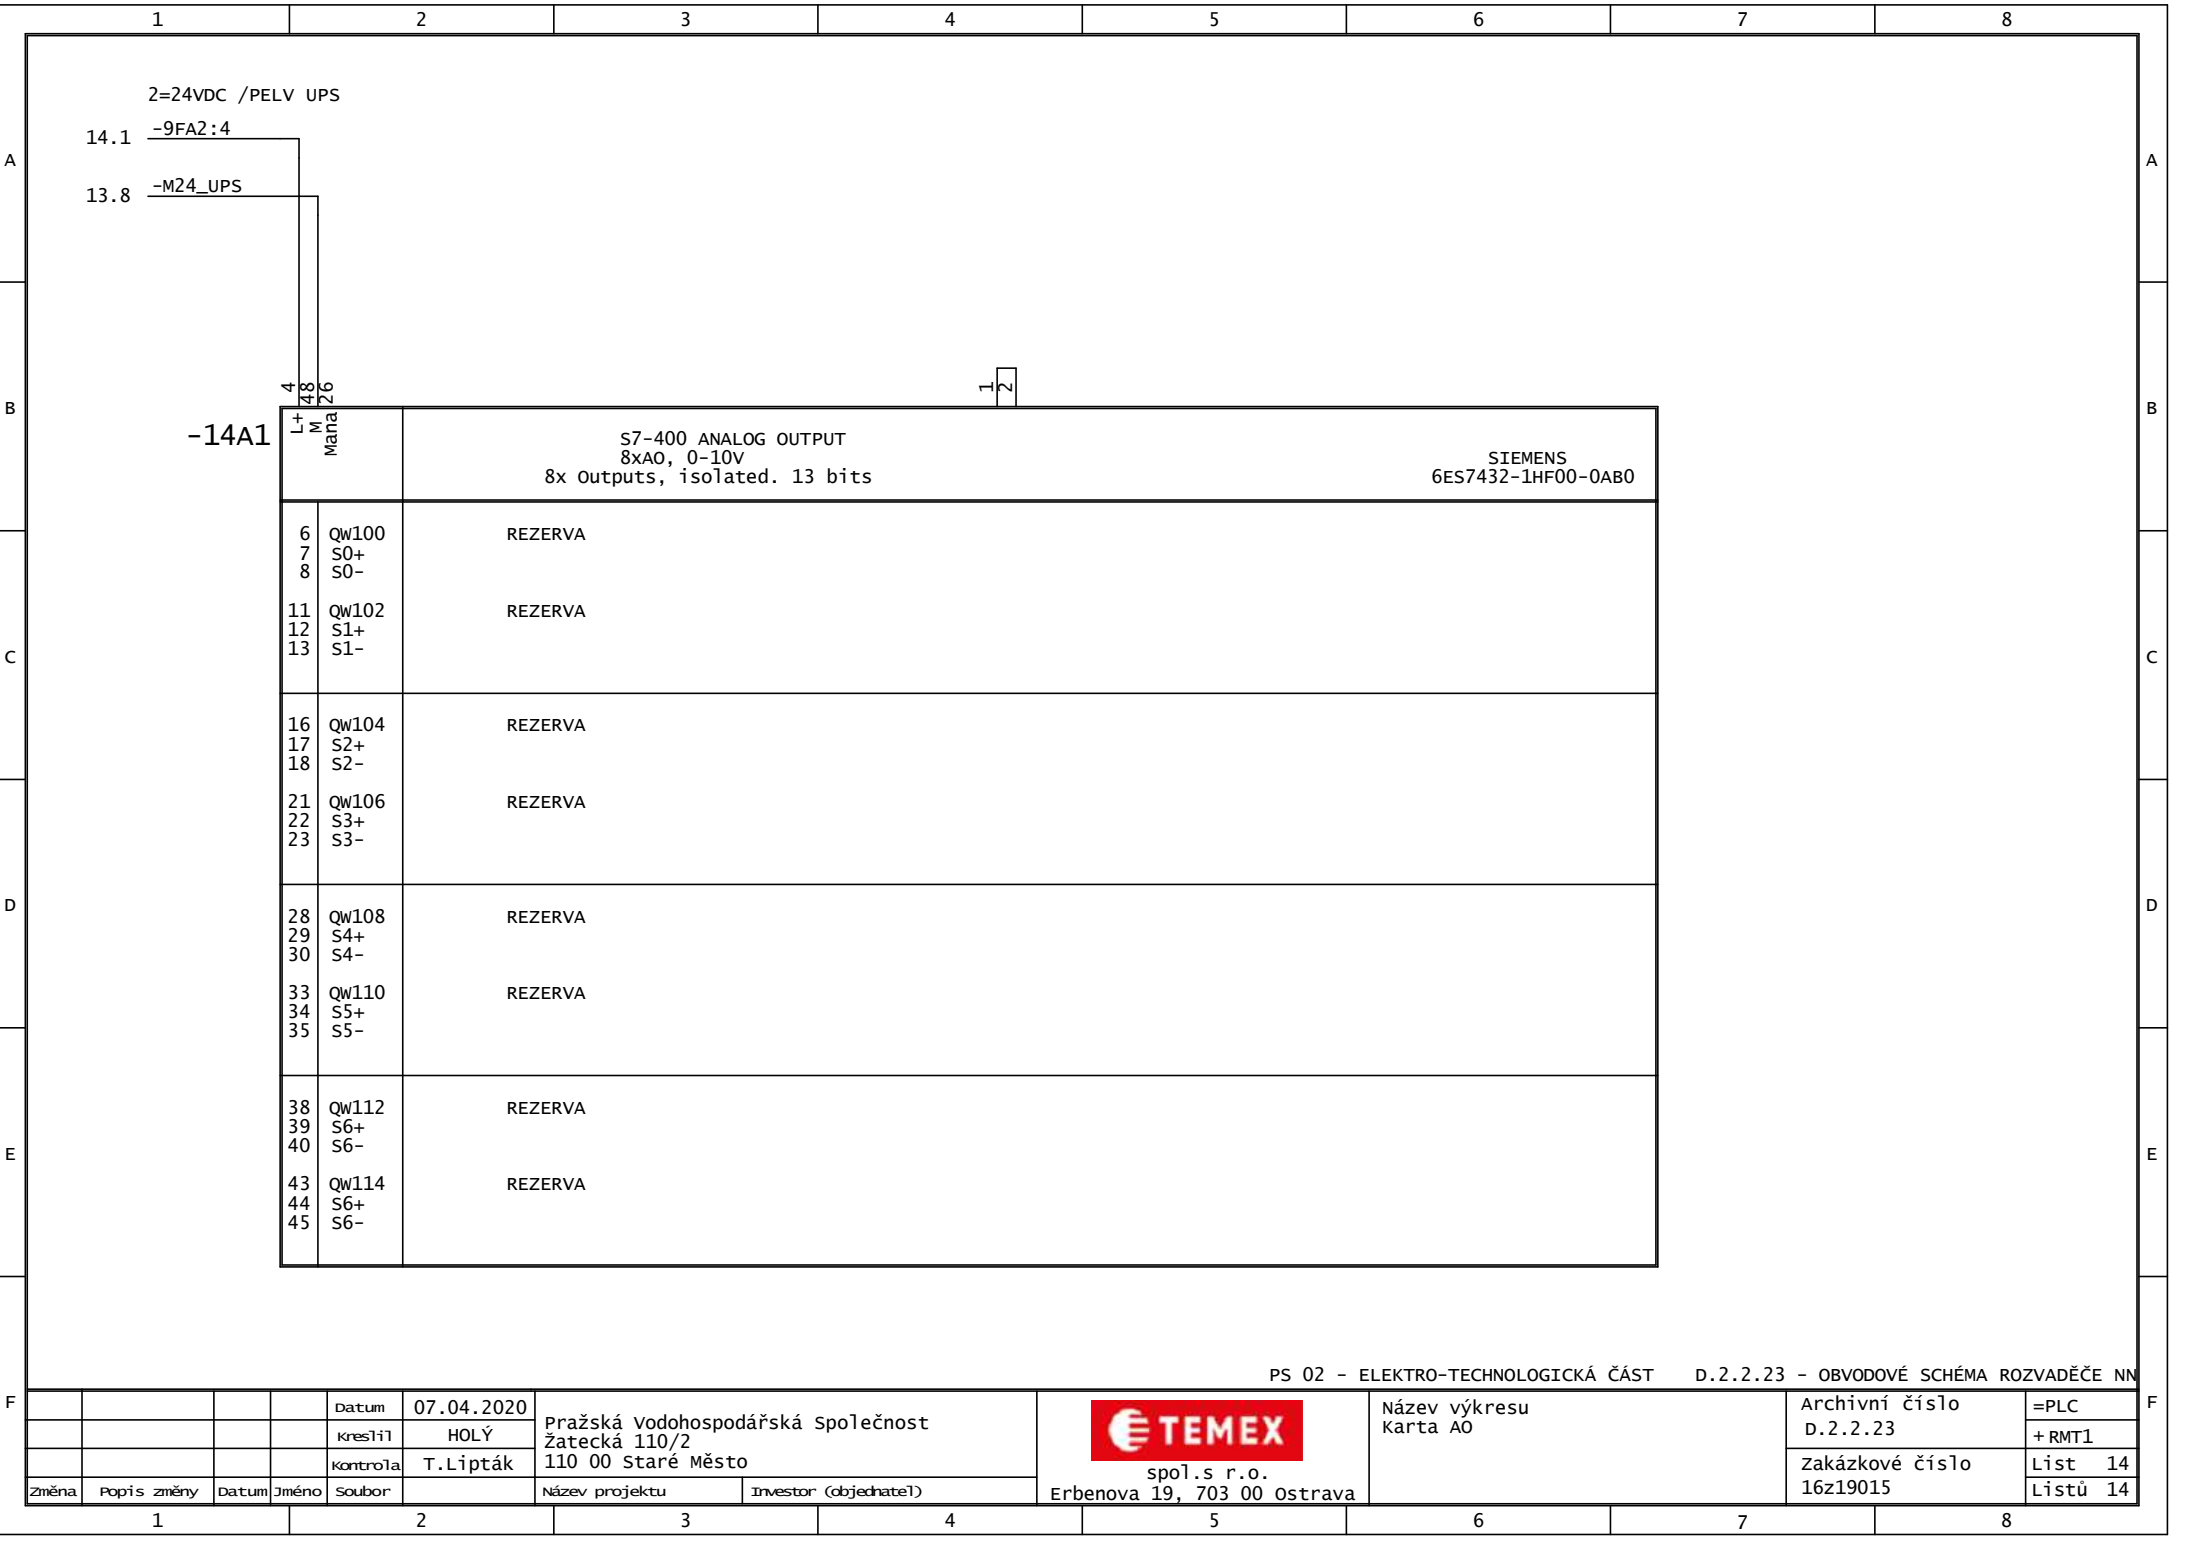 1 2 3 4 5 6 7 8
2=24VDC /PELV UPS
14.1 -9FA2:4
A A
13.8 -M24_UPS
4 48 26 1 2
B B
-14A1 L+ M Mana
S7-400 ANALOG OUTPUT
8xAO, 0-10V SIEMENS
8x Outputs, isolated. 13 bits 6ES7432-1HF00-0AB0
6 QW100 REZERVA
7 S0+
8 S0-
11 QW102 REZERVA
12 S1+
13 S1-
C C
16 QW104 REZERVA
17 S2+
18 S2-
21 QW106 REZERVA
22 S3+
23 S3-
D D
28 QW108 REZERVA
29 S4+
30 S4-
33 QW110 REZERVA
34 S5+
35 S5-
38 QW112 REZERVA
39 S6+
40 S6-
E E
43 QW114 REZERVA
44 S6+
45 S6-
PS 02 - ELEKTRO-TECHNOLOGICKÁ ČÁST D.2.2.23 - OBVODOVÉ SCHÉMA ROZVADĚČE NN
F F
Datum 07.04.2020
Kreslil HOLÝ
Kontrola T.Lipták
Změna Popis změny Datum Jméno Soubor
Pražská Vodohospodářská Společnost
Žatecká 110/2
110 00 Staré Město
Název projektu Investor (objednatel)
TEMEX
spol.s r.o.
Erbenova 19, 703 00 Ostrava
Název výkresu
Karta AO
Archivní číslo
D.2.2.23
Zakázkové číslo
16z19015
=PLC
+ RMT1
List 14
Listů 14
1 2 3 4 5 6 7 8